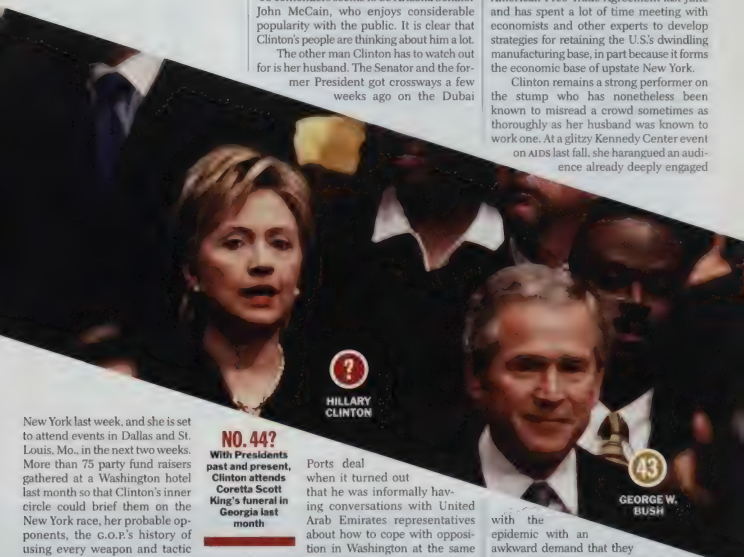 New York last week, and she is set
to attend events in Dallas and St.
Louis, Mo., in the next two weeks.
More than 75 party fund raisers
gathered at a Washington hotel
last month so that Clinton's inner
circle could brief them on the
New York race, her probable op-
ponents, the G.O.P.'s history of
using every weapon and tactic
John McCain, who enjoys considerable
popularity with the public. It is clear that
Clinton's people are thinking about him a lot.
The other man Clinton has to watch out
for is her husband. The Senator and the for-
mer President got crossways a few
weeks ago on the Dubai
Ports deal
when it turned out
that he was informally hav-
ing conversations with United
Arab Emirates representatives
about how to cope with opposi-
tion in Washington at the same
and has spent a lot of time meeting with
economists and other experts to develop
strategies for retaining the U.S.'s dwindling
manufacturing base, in part because it forms
the economic base of upstate New York.
Clinton remains a strong performer on
the stump who has nonetheless been
known to misread a crowd sometimes as
thoroughly as her husband was known to
work one. At a glitzy Kennedy Center event
on AIDS last fall, she harangued an audi-
ence already deeply engaged
with the
epidemic with an
awkward demand that they
?
HILLARY
CLINTON
43
GEORGE W.
BUSH
NO. 44?
With Presidents
past and present,
Clinton attends
Coretta Scott
King's funeral in
Georgia last
month